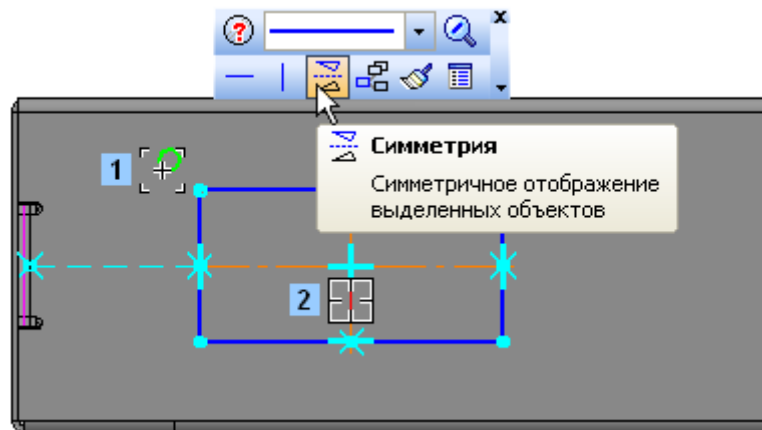 Симметрия
Симметричное отображение
выделенных объектов
1
2